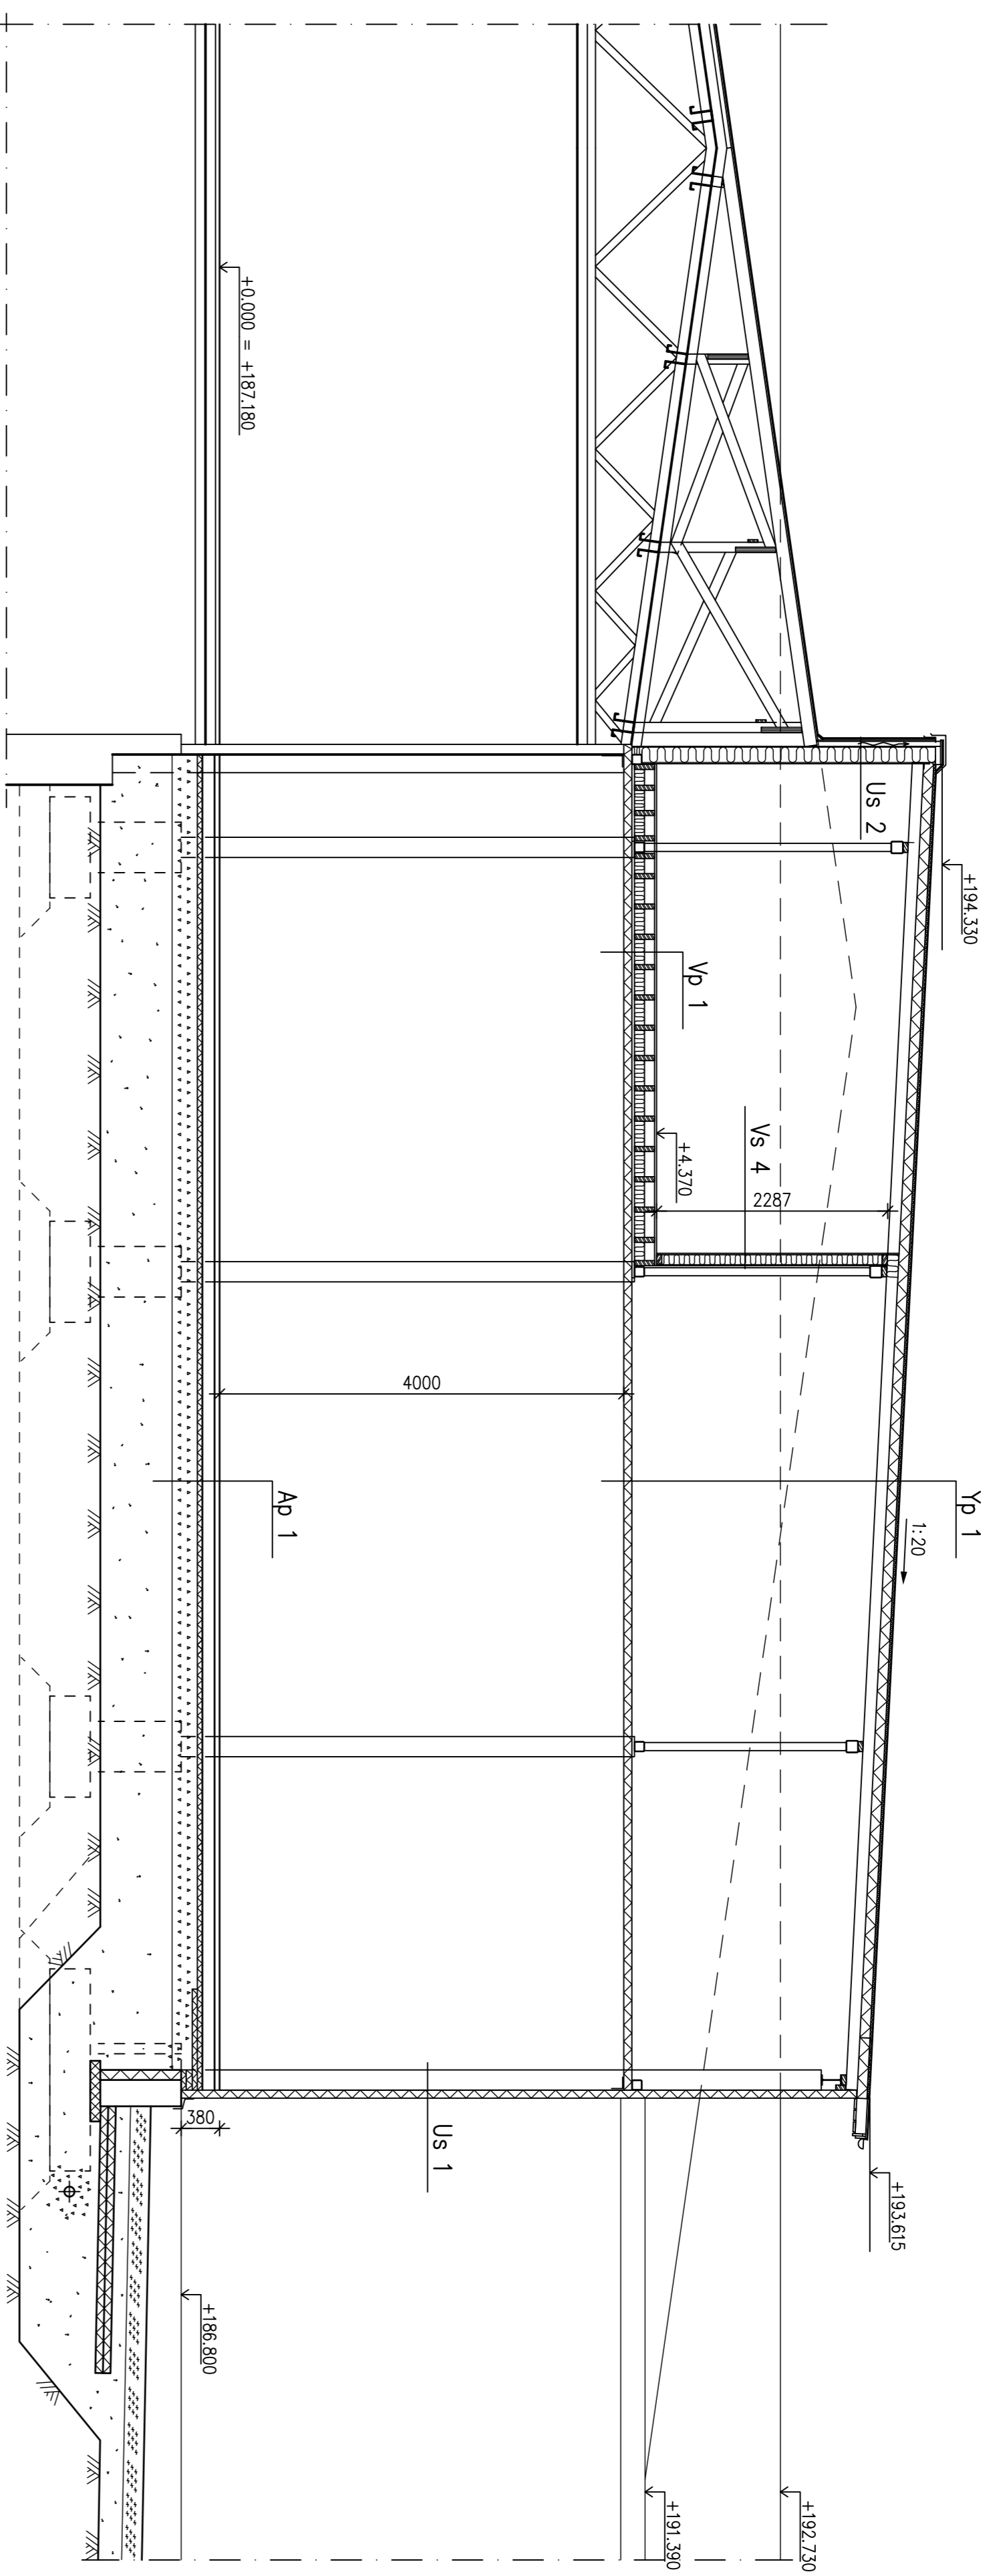 +194.330
Us 2
Yp 1
1:20
Vp 1
Vs 4
+4.370
2287
+193.615
+192.730
+191.390
4000
+0.000 = +187.180
Ap 1
Us 1
380
+186.800